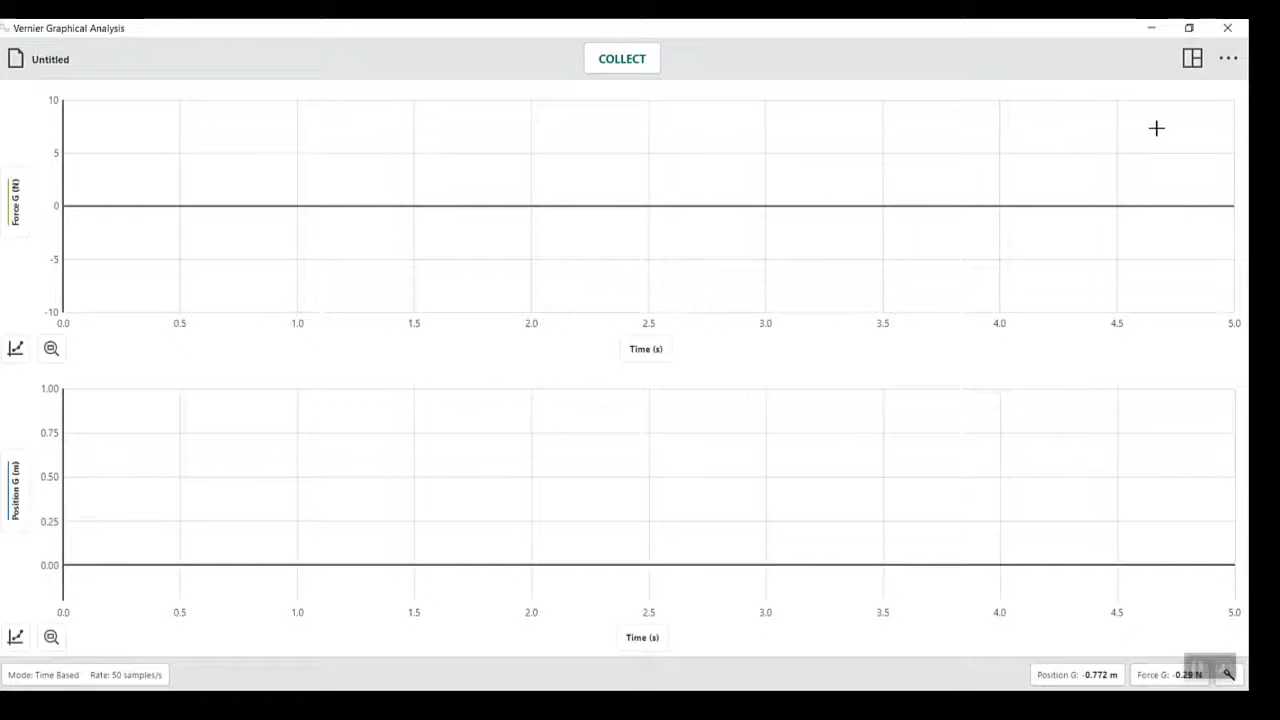 Vernier Graphical Analysis
Untitled
COLLECT
10
5
0
-5
-10
Force G (N)
0.0 0.5 1.0 1.5 2.0 2.5 3.0 3.5 4.0 4.5 5.0
Time (s)
1.00
0.75
0.50
0.25
0.00
Position G (m)
0.0 0.5 1.0 1.5 2.0 2.5 3.0 3.5 4.0 4.5 5.0
Time (s)
Mode: Time Based Rate: 50 samples/s
Position G: -0.772 m Force G: -0.29 N